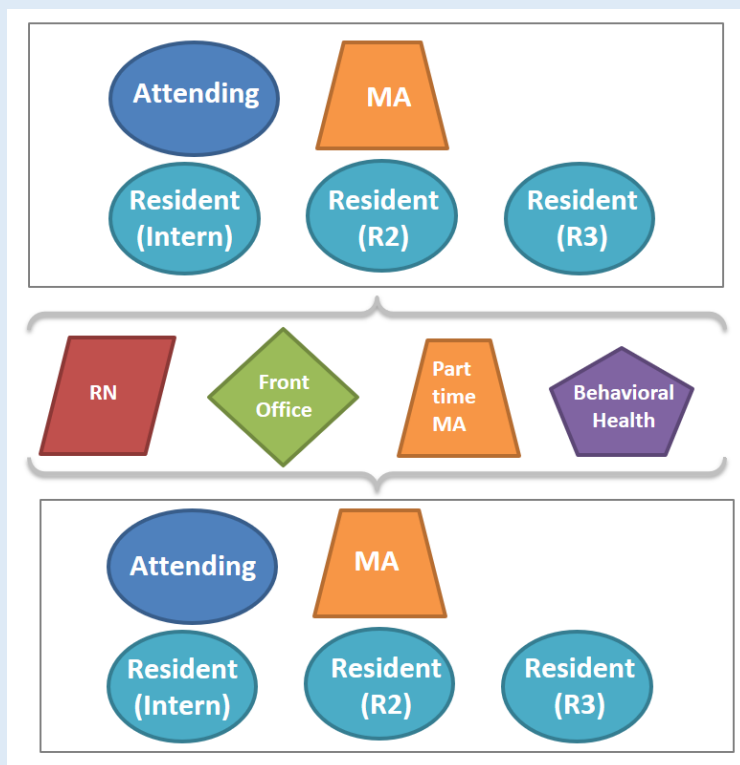 Attending
MA
Resident
(Intern)
Resident
(R2)
Resident
(R3)
RN
Front
Office
Part
time
MA
Behavioral
Health
Attending
MA
Resident
(Intern)
Resident
(R2)
Resident
(R3)